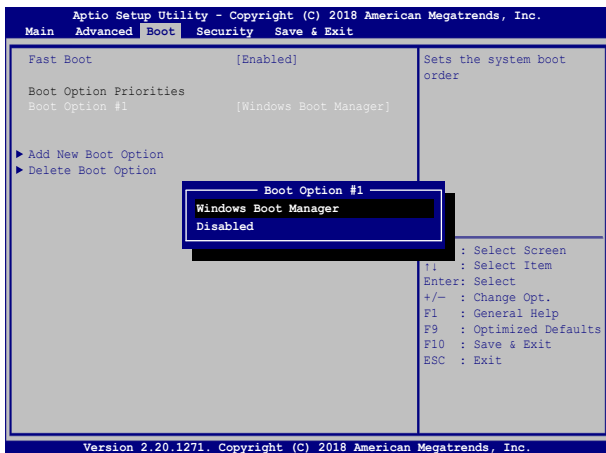 Aptio Setup Utility - Copyright (C) 2018 American Megatrends, Inc.
Main Advanced Boot Security Save & Exit
Fast Boot [Enabled]
Boot Option Priorities
Boot Option #1 [Windows Boot Manager]
▶ Add New Boot Option
▶ Delete Boot Option
Sets the system boot
order
Boot Option #1
Windows Boot Manager
Disabled
: Select Screen
↑↓ : Select Item
Enter: Select
+/— : Change Opt.
F1 : General Help
F9 : Optimized Defaults
F10 : Save & Exit
ESC : Exit
Version 2.20.1271. Copyright (C) 2018 American Megatrends, Inc.